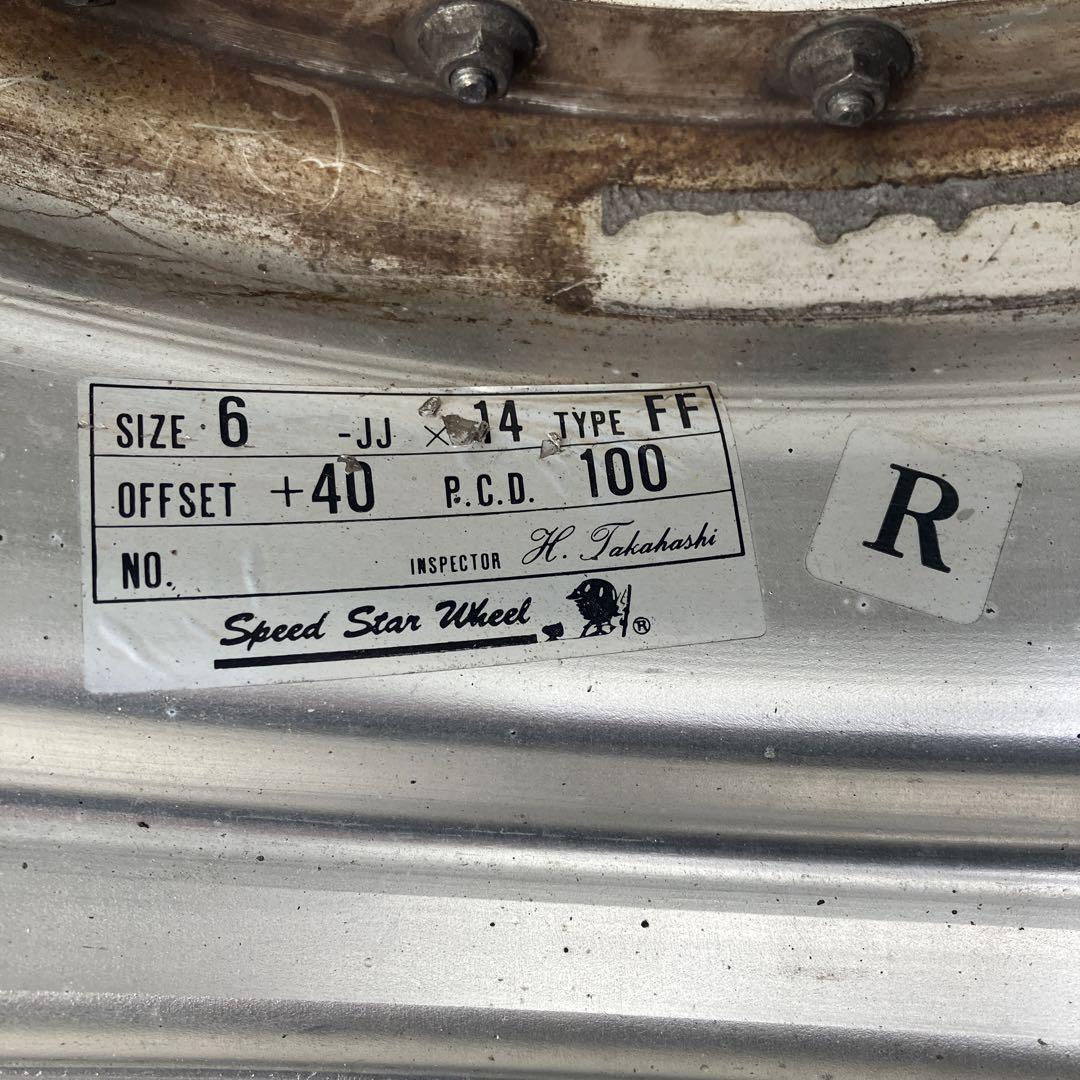 SIZE 6 -JJ × 14 TYPE FF
OFFSET +40 P.C.D. 100
NO. INSPECTOR H. Takahashi
Speed Star Wheel ®
R